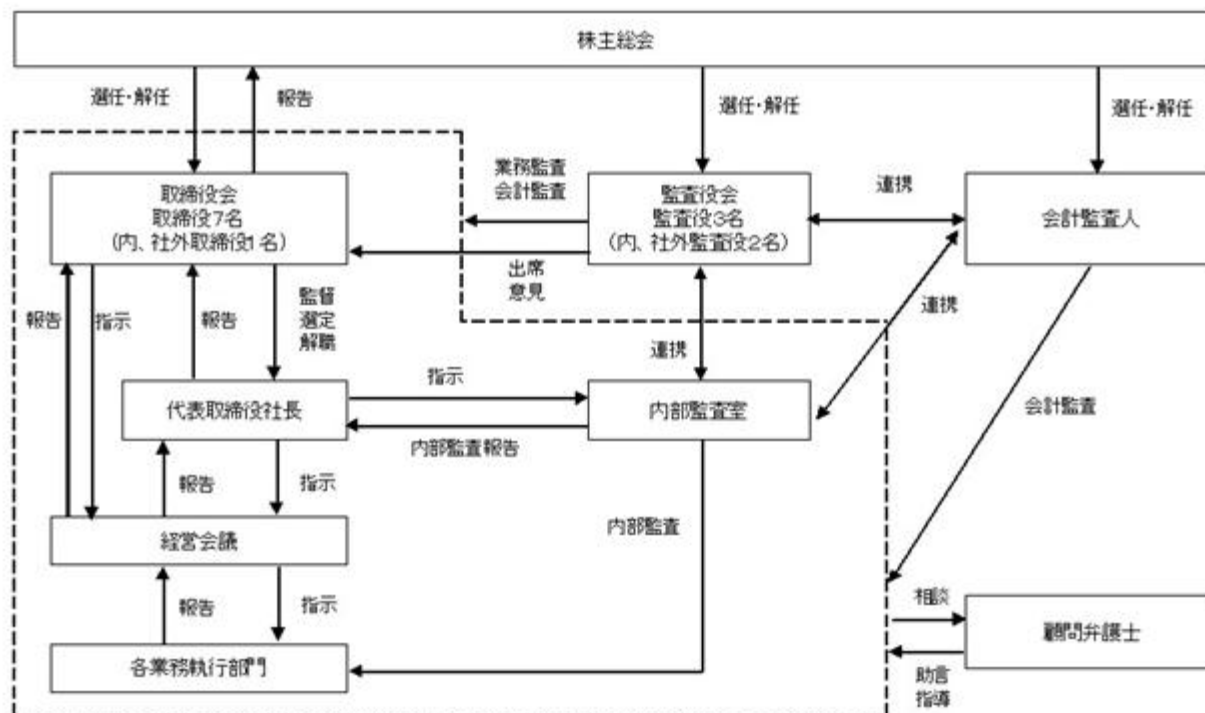 株主総会
選任・解任
報告
選任・解任
選任・解任
取締役会
取締役7名
(内、社外取締役1名)
業務監査
会計監査
監査役会
監査役3名
(内、社外監査役2名)
連携
会計監査人
出席
意見
報告
指示
報告
監督
選定
解職
連携
連携
代表取締役社長
指示
内部監査報告
内部監査室
会計監査
報告
指示
内部監査
経営会議
報告
指示
相談
顧問弁護士
各業務執行部門
助言
指導